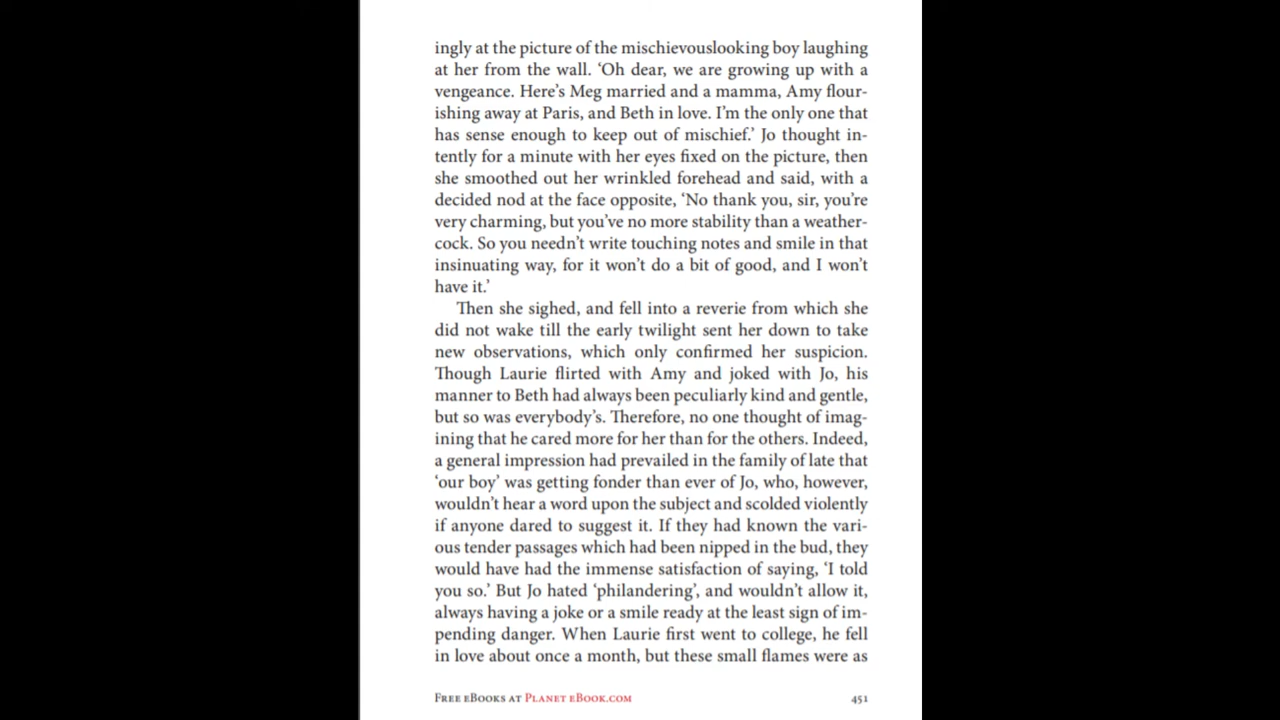 ingly at the picture of the mischievouslooking boy laughing
at her from the wall. ‘Oh dear, we are growing up with a
vengeance. Here’s Meg married and a mamma, Amy flour-
ishing away at Paris, and Beth in love. I’m the only one that
has sense enough to keep out of mischief.’ Jo thought in-
tently for a minute with her eyes fixed on the picture, then
she smoothed out her wrinkled forehead and said, with a
decided nod at the face opposite, ‘No thank you, sir, you’re
very charming, but you’ve no more stability than a weather-
cock. So you needn’t write touching notes and smile in that
insinuating way, for it won’t do a bit of good, and I won’t
have it.’
Then she sighed, and fell into a reverie from which she
did not wake till the early twilight sent her down to take
new observations, which only confirmed her suspicion.
Though Laurie flirted with Amy and joked with Jo, his
manner to Beth had always been peculiarly kind and gentle,
but so was everybody’s. Therefore, no one thought of imag-
ining that he cared more for her than for the others. Indeed,
a general impression had prevailed in the family of late that
‘our boy’ was getting fonder than ever of Jo, who, however,
wouldn’t hear a word upon the subject and scolded violently
if anyone dared to suggest it. If they had known the vari-
ous tender passages which had been nipped in the bud, they
would have had the immense satisfaction of saying, ‘I told
you so.’ But Jo hated ‘philandering’, and wouldn’t allow it,
always having a joke or a smile ready at the least sign of im-
pending danger. When Laurie first went to college, he fell
in love about once a month, but these small flames were as
Free eBooks at Planet eBook.com 451